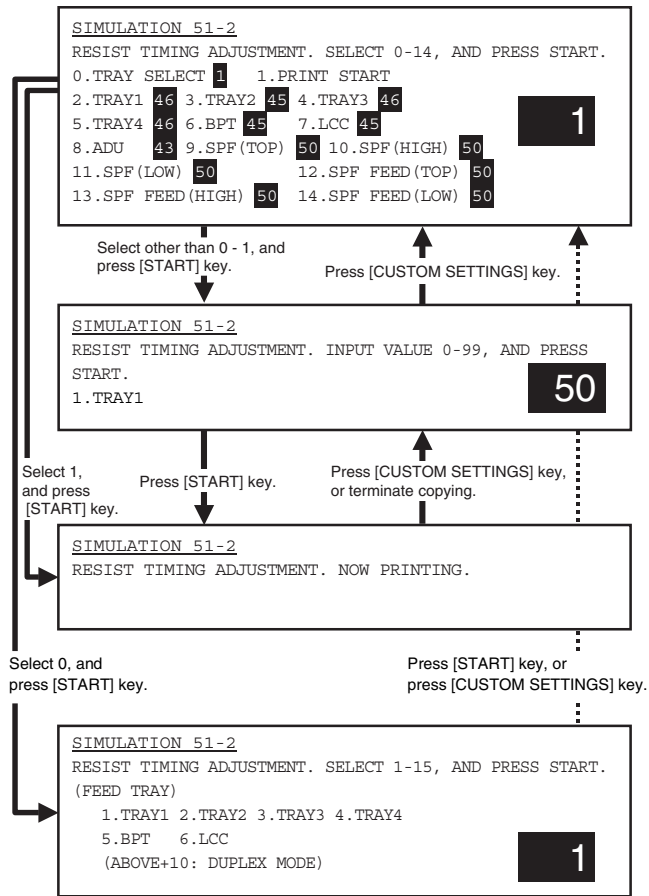 SIMULATION 51-2
RESIST TIMING ADJUSTMENT. SELECT 0-14, AND PRESS START.
0.TRAY SELECT 1 1.PRINT START
2.TRAY1 46 3.TRAY2 45 4.TRAY3 46
5.TRAY4 46 6.BPT 45 7.LCC 45
1
8.ADU 43 9.SPF(TOP) 50 10.SPF(HIGH) 50
11.SPF(LOW) 50 12.SPF FEED(TOP) 50
13.SPF FEED(HIGH) 50 14.SPF FEED(LOW) 50
Select other than 0 - 1, and
press [START] key.
Press [CUSTOM SETTINGS] key.
SIMULATION 51-2
RESIST TIMING ADJUSTMENT. INPUT VALUE 0-99, AND PRESS
START.
1.TRAY1
50
Select 1,
and press
[START] key.
Press [START] key.
Press [CUSTOM SETTINGS] key,
or terminate copying.
SIMULATION 51-2
RESIST TIMING ADJUSTMENT. NOW PRINTING.
Select 0, and
press [START] key.
Press [START] key, or
press [CUSTOM SETTINGS] key.
SIMULATION 51-2
RESIST TIMING ADJUSTMENT. SELECT 1-15, AND PRESS START.
(FEED TRAY)
1.TRAY1 2.TRAY2 3.TRAY3 4.TRAY4
5.BPT 6.LCC
(ABOVE+10: DUPLEX MODE)
1